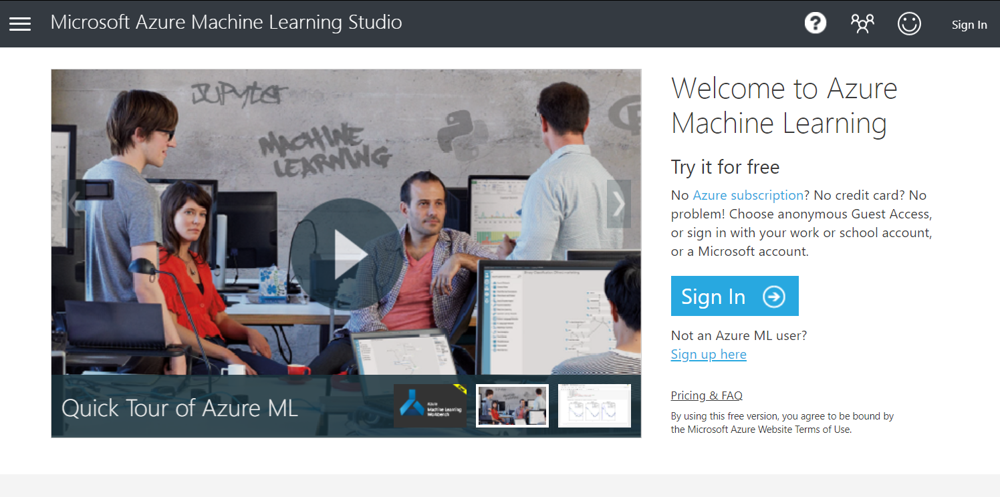 Microsoft Azure Machine Learning Studio
Sign In
JUPYter
MACHINE
LEARNING
Quick Tour of Azure ML
Azure
Machine Learning
Workbench
Welcome to Azure
Machine Learning
Try it for free
No Azure subscription? No credit card? No
problem! Choose anonymous Guest Access,
or sign in with your work or school account,
or a Microsoft account.
Sign In
Not an Azure ML user?
Sign up here
Pricing & FAQ
By using this free version, you agree to be bound by
the Microsoft Azure Website Terms of Use.